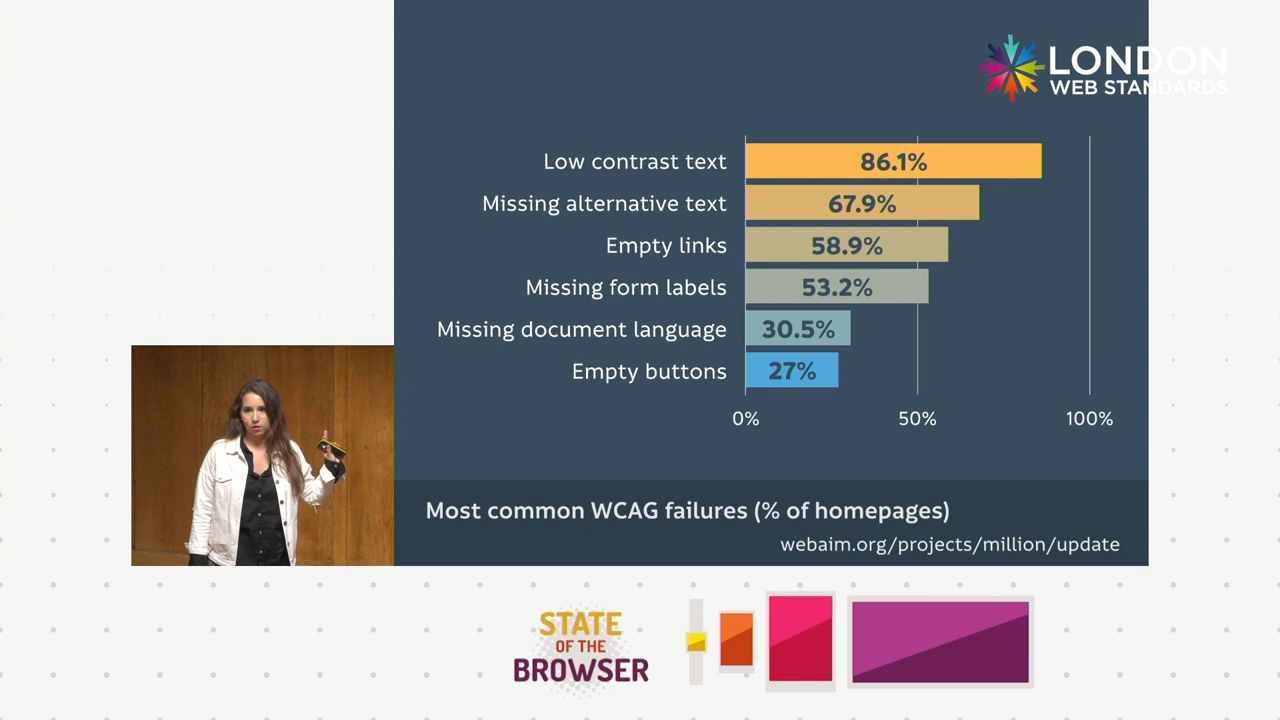 LONDON
WEB STANDARDS
Low contrast text 86.1%
Missing alternative text 67.9%
Empty links 58.9%
Missing form labels 53.2%
Missing document language 30.5%
Empty buttons 27%
0% 50% 100%
Most common WCAG failures (% of homepages)
webaim.org/projects/million/update
STATE
OF THE
BROWSER